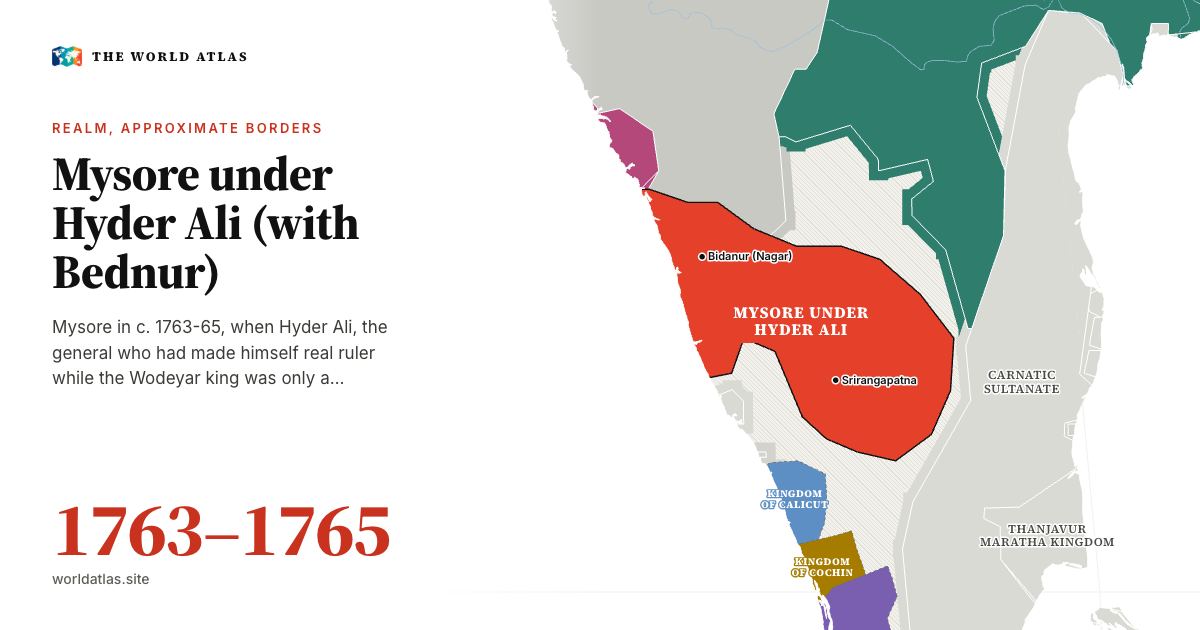 THE WORLD ATLAS
REALM, APPROXIMATE BORDERS
Mysore under
Hyder Ali (with
Bednur)
Mysore in c. 1763-65, when Hyder Ali, the
general who had made himself real ruler
while the Wodeyar king was only a...
1763–1765
worldatlas.site
Bidanur (Nagar)
MYSORE UNDER
HYDER ALI
Srirangapatna
CARNATIC
SULTANATE
KINGDOM
OF CALICUT
THANJAVUR
MARATHA KINGDOM
KINGDOM
OF COCHIN